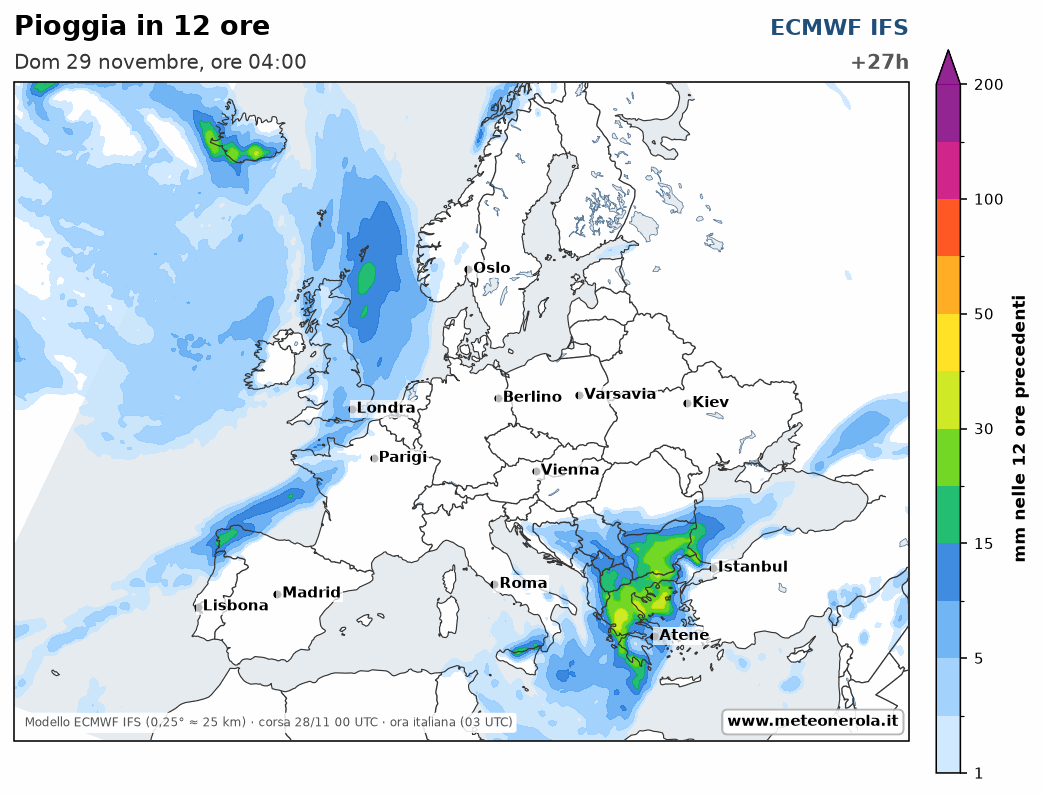 Pioggia in 12 ore
ECMWF IFS
Dom 29 novembre, ore 04:00
+27h
200
100
50
30
15
5
1
mm nelle 12 ore precedenti
Oslo
Berlino
Varsavia
Kiev
Londra
Parigi
Vienna
Istanbul
Roma
Madrid
Lisbona
Atene
Modello ECMWF IFS (0,25° ≈ 25 km) · corsa 28/11 00 UTC · ora italiana (03 UTC)
www.meteonerola.it